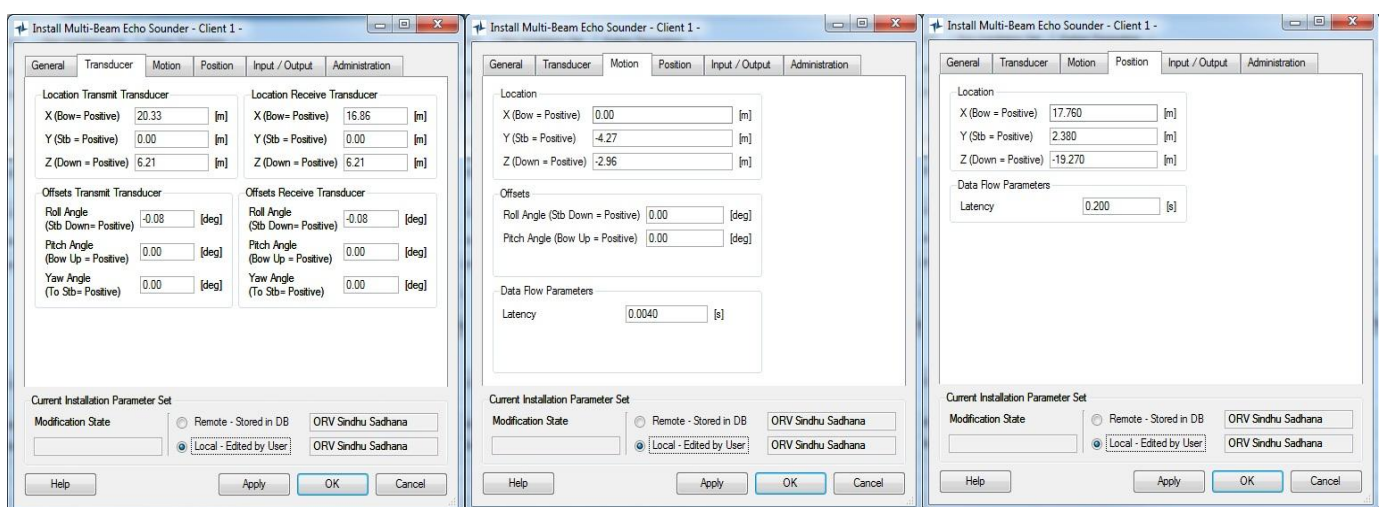 Install Multi-Beam Echo Sounder - Client 1 -
General Transducer Motion Position Input / Output Administration
Location Transmit Transducer
X (Bow= Positive) 20.33 [m]
Y (Stb = Positive) 0.00 [m]
Z (Down = Positive) 6.21 [m]
Location Receive Transducer
X (Bow= Positive) 16.86 [m]
Y (Stb = Positive) 0.00 [m]
Z (Down = Positive) 6.21 [m]
Offsets Transmit Transducer
Roll Angle
(Stb Down= Positive) -0.08 [deg]
Pitch Angle
(Bow Up = Positive) 0.00 [deg]
Yaw Angle
(To Stb= Positive) 0.00 [deg]
Offsets Receive Transducer
Roll Angle
(Stb Down= Positive) -0.08 [deg]
Pitch Angle
(Bow Up = Positive) 0.00 [deg]
Yaw Angle
(To Stb= Positive) 0.00 [deg]
Current Installation Parameter Set
Modification State
Remote - Stored in DB ORV Sindhu Sadhana
Local - Edited by User ORV Sindhu Sadhana
Help Apply OK Cancel
Install Multi-Beam Echo Sounder - Client 1 -
General Transducer Motion Position Input / Output Administration
Location
X (Bow = Positive) 0.00 [m]
Y (Stb = Positive) -4.27 [m]
Z (Down = Positive) -2.96 [m]
Offsets
Roll Angle (Stb Down = Positive) 0.00 [deg]
Pitch Angle (Bow Up = Positive) 0.00 [deg]
Data Flow Parameters
Latency 0.0040 [s]
Current Installation Parameter Set
Modification State
Remote - Stored in DB ORV Sindhu Sadhana
Local - Edited by User ORV Sindhu Sadhana
Help Apply OK Cancel
Install Multi-Beam Echo Sounder - Client 1 -
General Transducer Motion Position Input / Output Administration
Location
X (Bow = Positive) 17.760 [m]
Y (Stb = Positive) 2.380 [m]
Z (Down = Positive) -19.270 [m]
Data Flow Parameters
Latency 0.200 [s]
Current Installation Parameter Set
Modification State
Remote - Stored in DB ORV Sindhu Sadhana
Local - Edited by User ORV Sindhu Sadhana
Help Apply OK Cancel